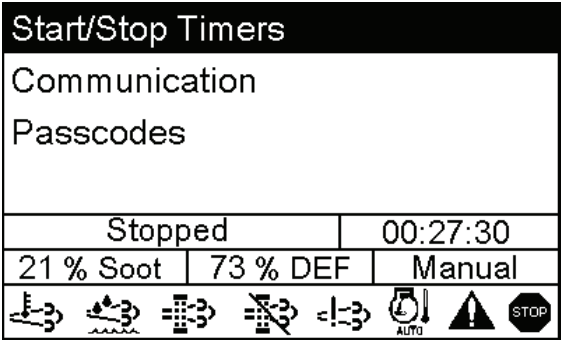 Start/Stop Timers
Communication
Passcodes
Stopped 00:27:30
21 % Soot 73 % DEF Manual
AUTO STOP